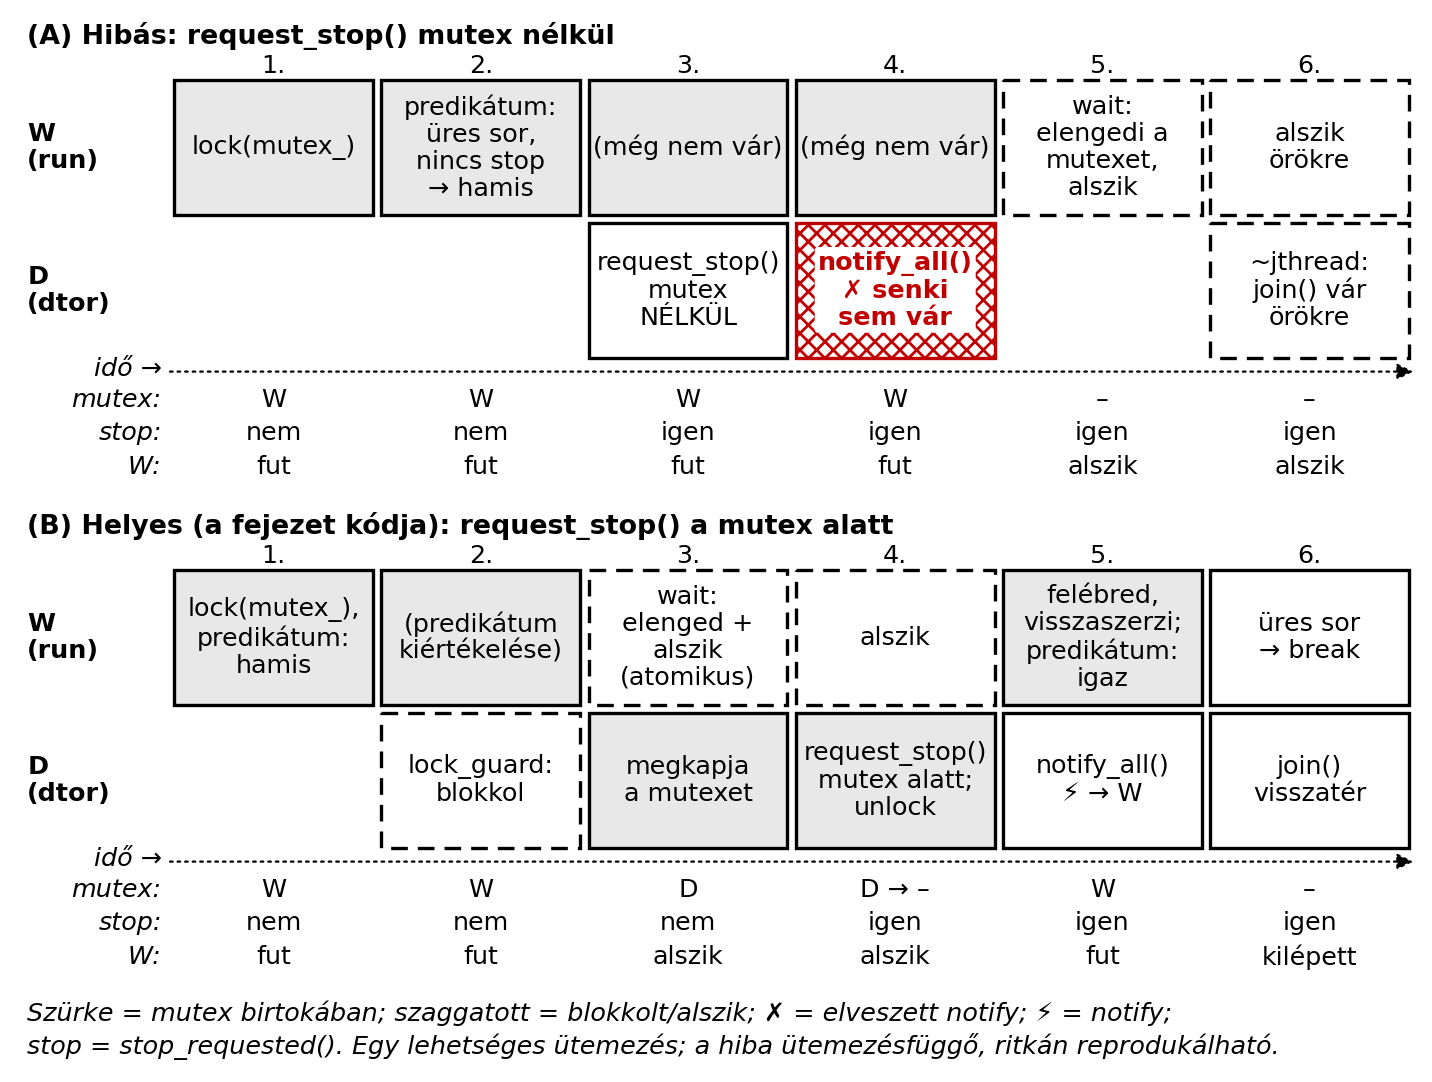 (A) Hibás: request_stop() mutex nélkül
1. 2. 3. 4. 5. 6.
W
(run)
lock(mutex_)
predikátum:
üres sor,
nincs stop
→ hamis
(még nem vár)
(még nem vár)
wait:
elengedi a
mutexet,
alszik
alszik
örökre
D
(dtor)
request_stop()
mutex
NÉLKÜL
notify_all()
✗ senki
sem vár
~jthread:
join() vár
örökre
idő →
mutex: W W W W – –
stop: nem nem igen igen igen igen
W: fut fut fut fut alszik alszik
(B) Helyes (a fejezet kódja): request_stop() a mutex alatt
1. 2. 3. 4. 5. 6.
W
(run)
lock(mutex_),
predikátum:
hamis
(predikátum
kiértékelése)
wait:
elenged +
alszik
(atomikus)
alszik
felébred,
visszaszerzi;
predikátum:
igaz
üres sor
→ break
D
(dtor)
lock_guard:
blokkol
megkapja
a mutexet
request_stop()
mutex alatt;
unlock
notify_all()
⚡ → W
join()
visszatér
idő →
mutex: W W D D → – W –
stop: nem nem nem igen igen igen
W: fut fut alszik alszik fut kilépett
Szürke = mutex birtokában; szaggatott = blokkolt/alszik; ✗ = elveszett notify; ⚡ = notify;
stop = stop_requested(). Egy lehetséges ütemezés; a hiba ütemezésfüggő, ritkán reprodukálható.